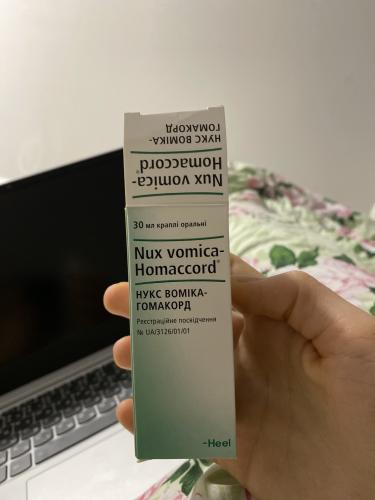 НУКС ВОМІКА-
ГОМАКОРД
Nux vomica-
Homaccord®
30 мл краплі оральні
Nux vomica-
Homaccord®
НУКС ВОМІКА-
ГОМАКОРД
Реєстраційне посвідчення
№ UA/3126/01/01
-Heel